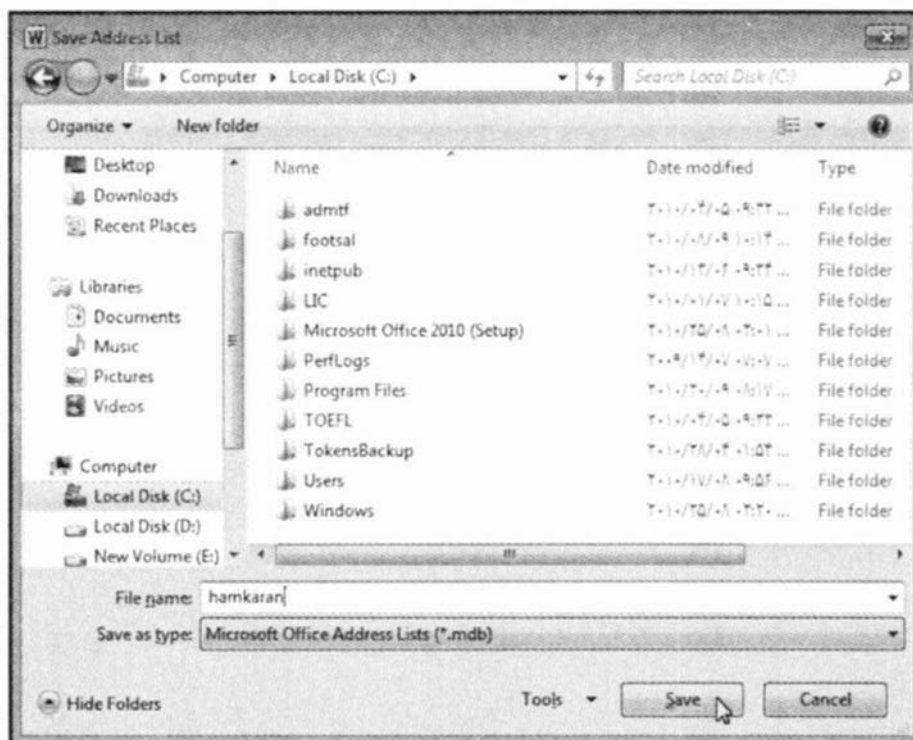 Save Address List
Computer Local Disk (C:) Search Local Disk (C:)
Organize New folder
Desktop
Downloads
Recent Places
Libraries
Documents
Music
Pictures
Videos
Computer
Local Disk (C:)
Local Disk (D:)
New Volume (E:)
Name Date modified Type
admtf File folder
footsal File folder
inetpub File folder
LIC File folder
Microsoft Office 2010 (Setup) File folder
PerfLogs File folder
Program Files File folder
TOEFL File folder
TokensBackup File folder
Users File folder
Windows File folder
File name: hamkaran
Save as type: Microsoft Office Address Lists (*.mdb)
Hide Folders Tools Save Cancel